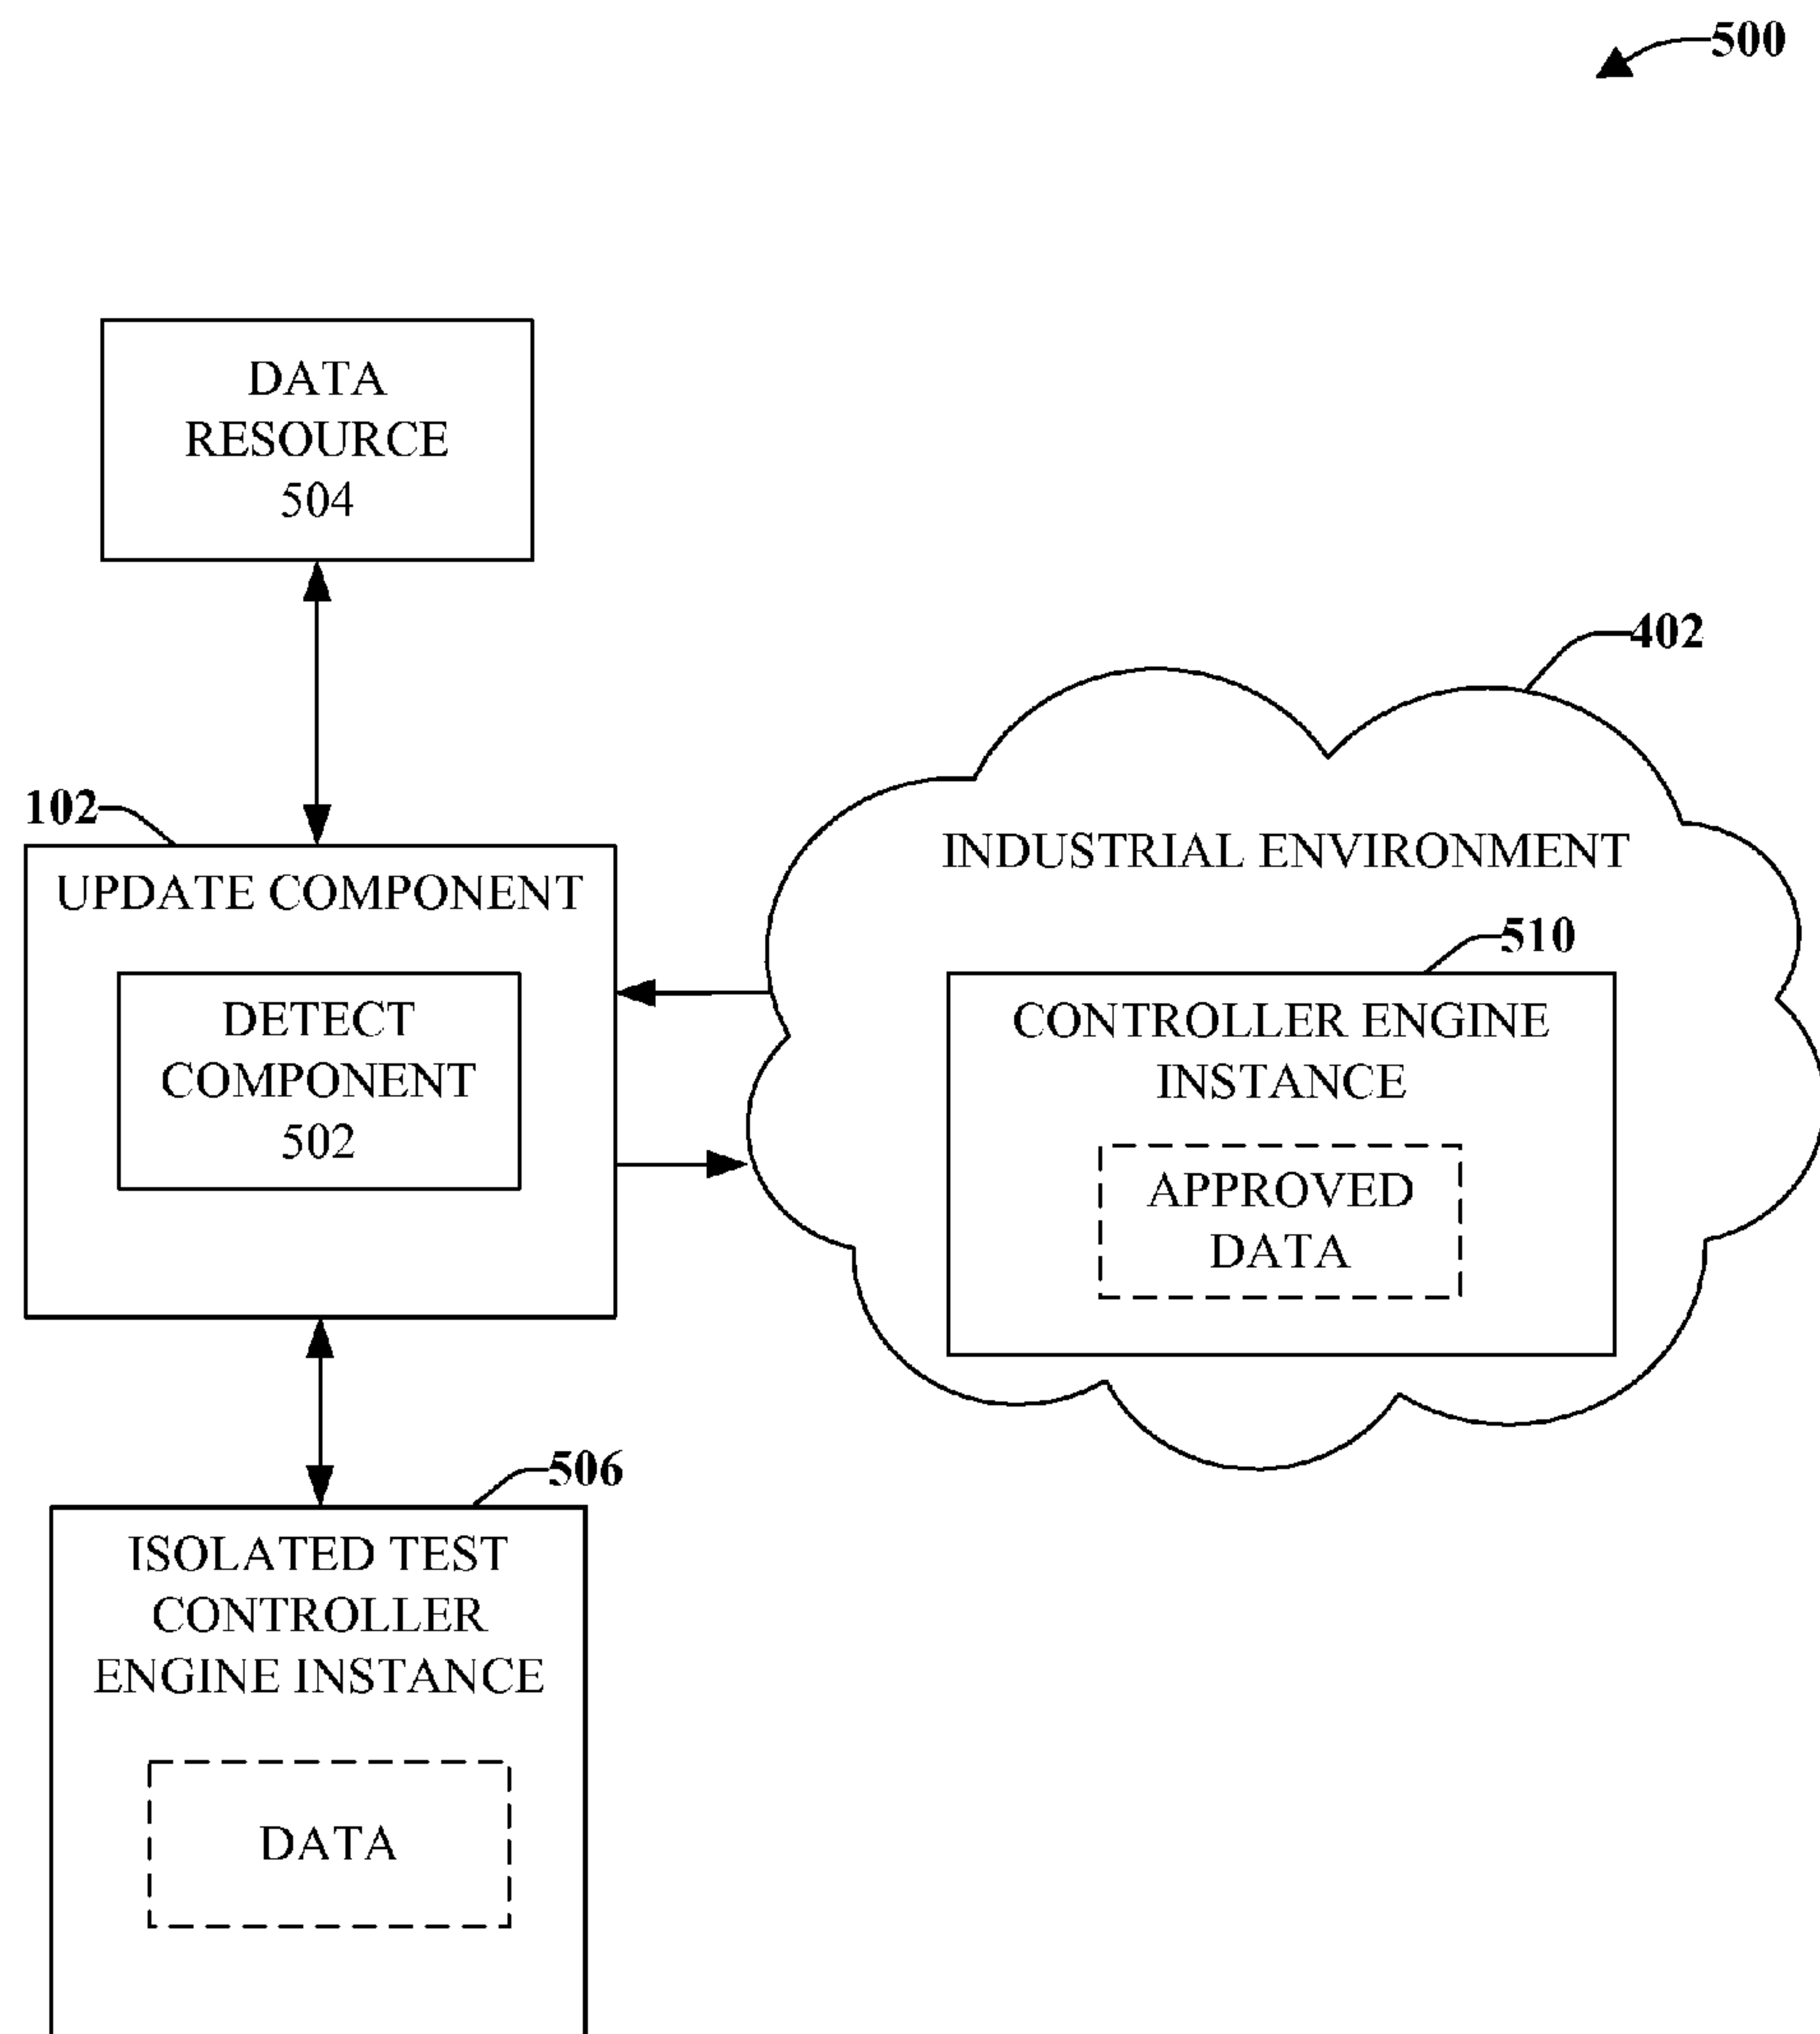 500
DATA
RESOURCE
504
402
102
UPDATE COMPONENT
DETECT
COMPONENT
502
INDUSTRIAL ENVIRONMENT
510
CONTROLLER ENGINE
INSTANCE
APPROVED
DATA
506
ISOLATED TEST
CONTROLLER
ENGINE INSTANCE
DATA